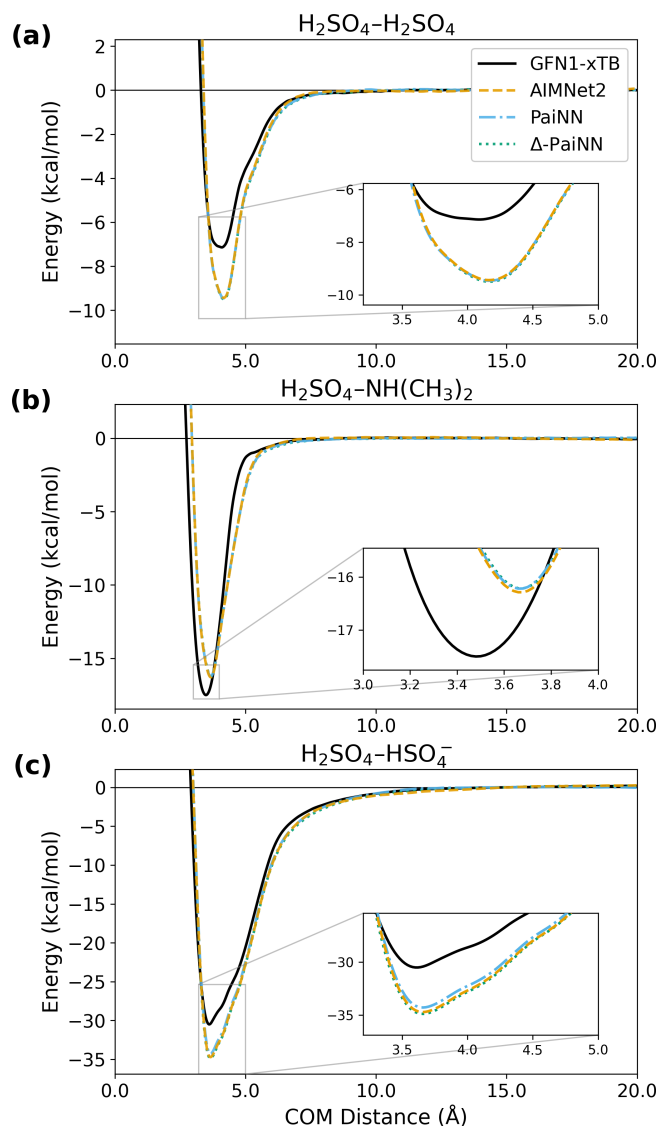 (a)
H₂SO₄–H₂SO₄
Energy (kcal/mol)
2
0
−2
−4
−6
−8
−10
GFN1-xTB
AIMNet2
PaiNN
Δ-PaiNN
−6
−8
−10
3.5 4.0 4.5 5.0
0.0 5.0 10.0 15.0 20.0
(b)
H₂SO₄–NH(CH₃)₂
Energy (kcal/mol)
0
−5
−10
−15
−16
−17
3.0 3.2 3.4 3.6 3.8 4.0
0.0 5.0 10.0 15.0 20.0
(c)
H₂SO₄–HSO₄⁻
Energy (kcal/mol)
0
−5
−10
−15
−20
−25
−30
−35
−30
−35
3.5 4.0 4.5 5.0
0.0 5.0 10.0 15.0 20.0
COM Distance (Å)